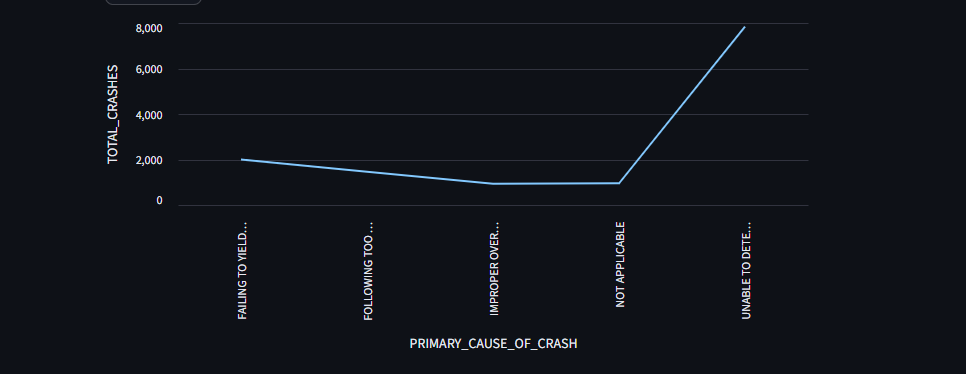 8,000
6,000
4,000
2,000
0
TOTAL_CRASHES
FAILING TO YIELD…
FOLLOWING TOO …
IMPROPER OVER…
NOT APPLICABLE
UNABLE TO DETE…
PRIMARY_CAUSE_OF_CRASH